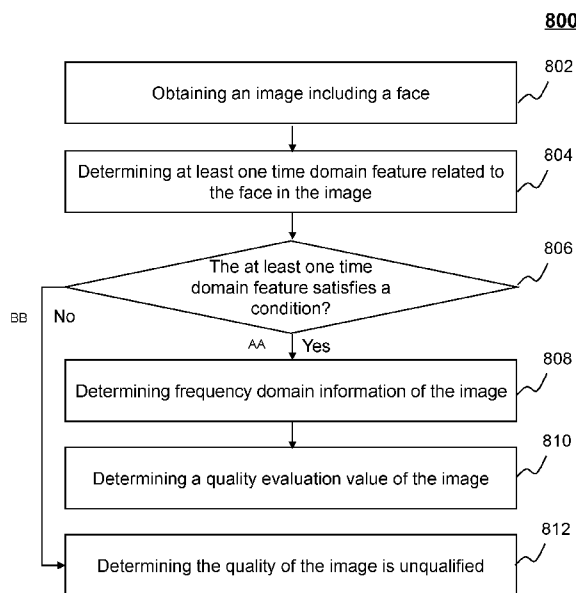 800
802
Obtaining an image including a face
804
Determining at least one time domain feature related to
the face in the image
806
The at least one time
domain feature satisfies a
condition?
BB No
AA Yes
808
Determining frequency domain information of the image
810
Determining a quality evaluation value of the image
812
Determining the quality of the image is unqualified